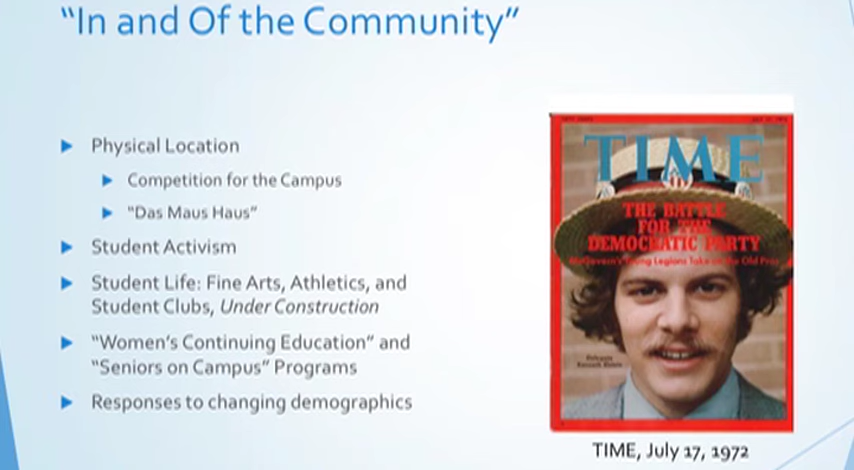 “In and Of the Community”
Physical Location
Competition for the Campus
“Das Maus Haus”
Student Activism
Student Life: Fine Arts, Athletics, and
Student Clubs, Under Construction
“Women’s Continuing Education” and
“Seniors on Campus” Programs
Responses to changing demographics
TIME
THE BATTLE
FOR THE
DEMOCRATIC PARTY
McGovern's Young Legions Take on the Old Pros
Delegate
TIME, July 17, 1972